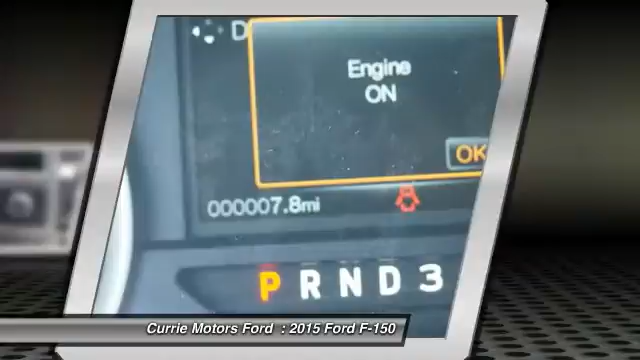 D
Engine
ON
OK
000007.8mi
P R N D 3
Currie Motors Ford : 2015 Ford F-150